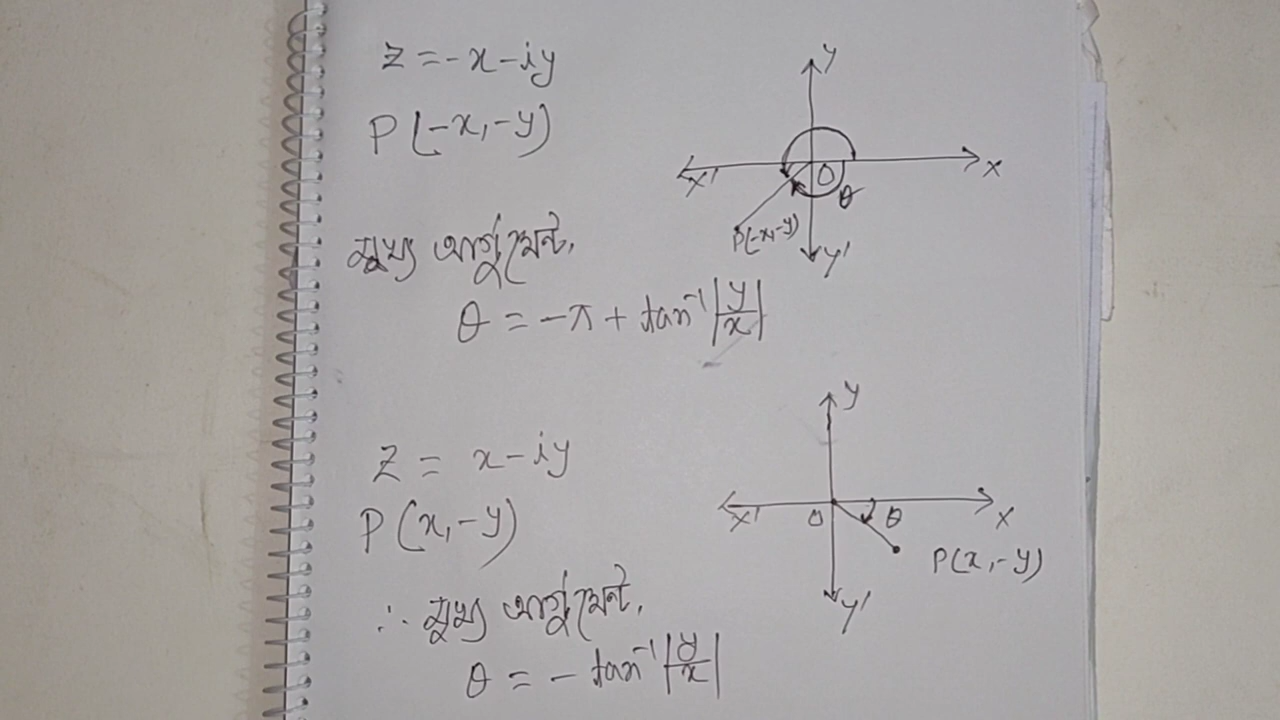 z = -x - iy
P(-x, -y)
Y
X' O X
θ
P(-x, -y)
Y'
মুখ্য আর্গুমেন্ট,
θ = -π + tan⁻¹|y/x|
z = x - iy
P(x, -y)
Y
X' O θ X
P(x, -y)
Y'
∴ মুখ্য আর্গুমেন্ট,
θ = - tan⁻¹|y/x|